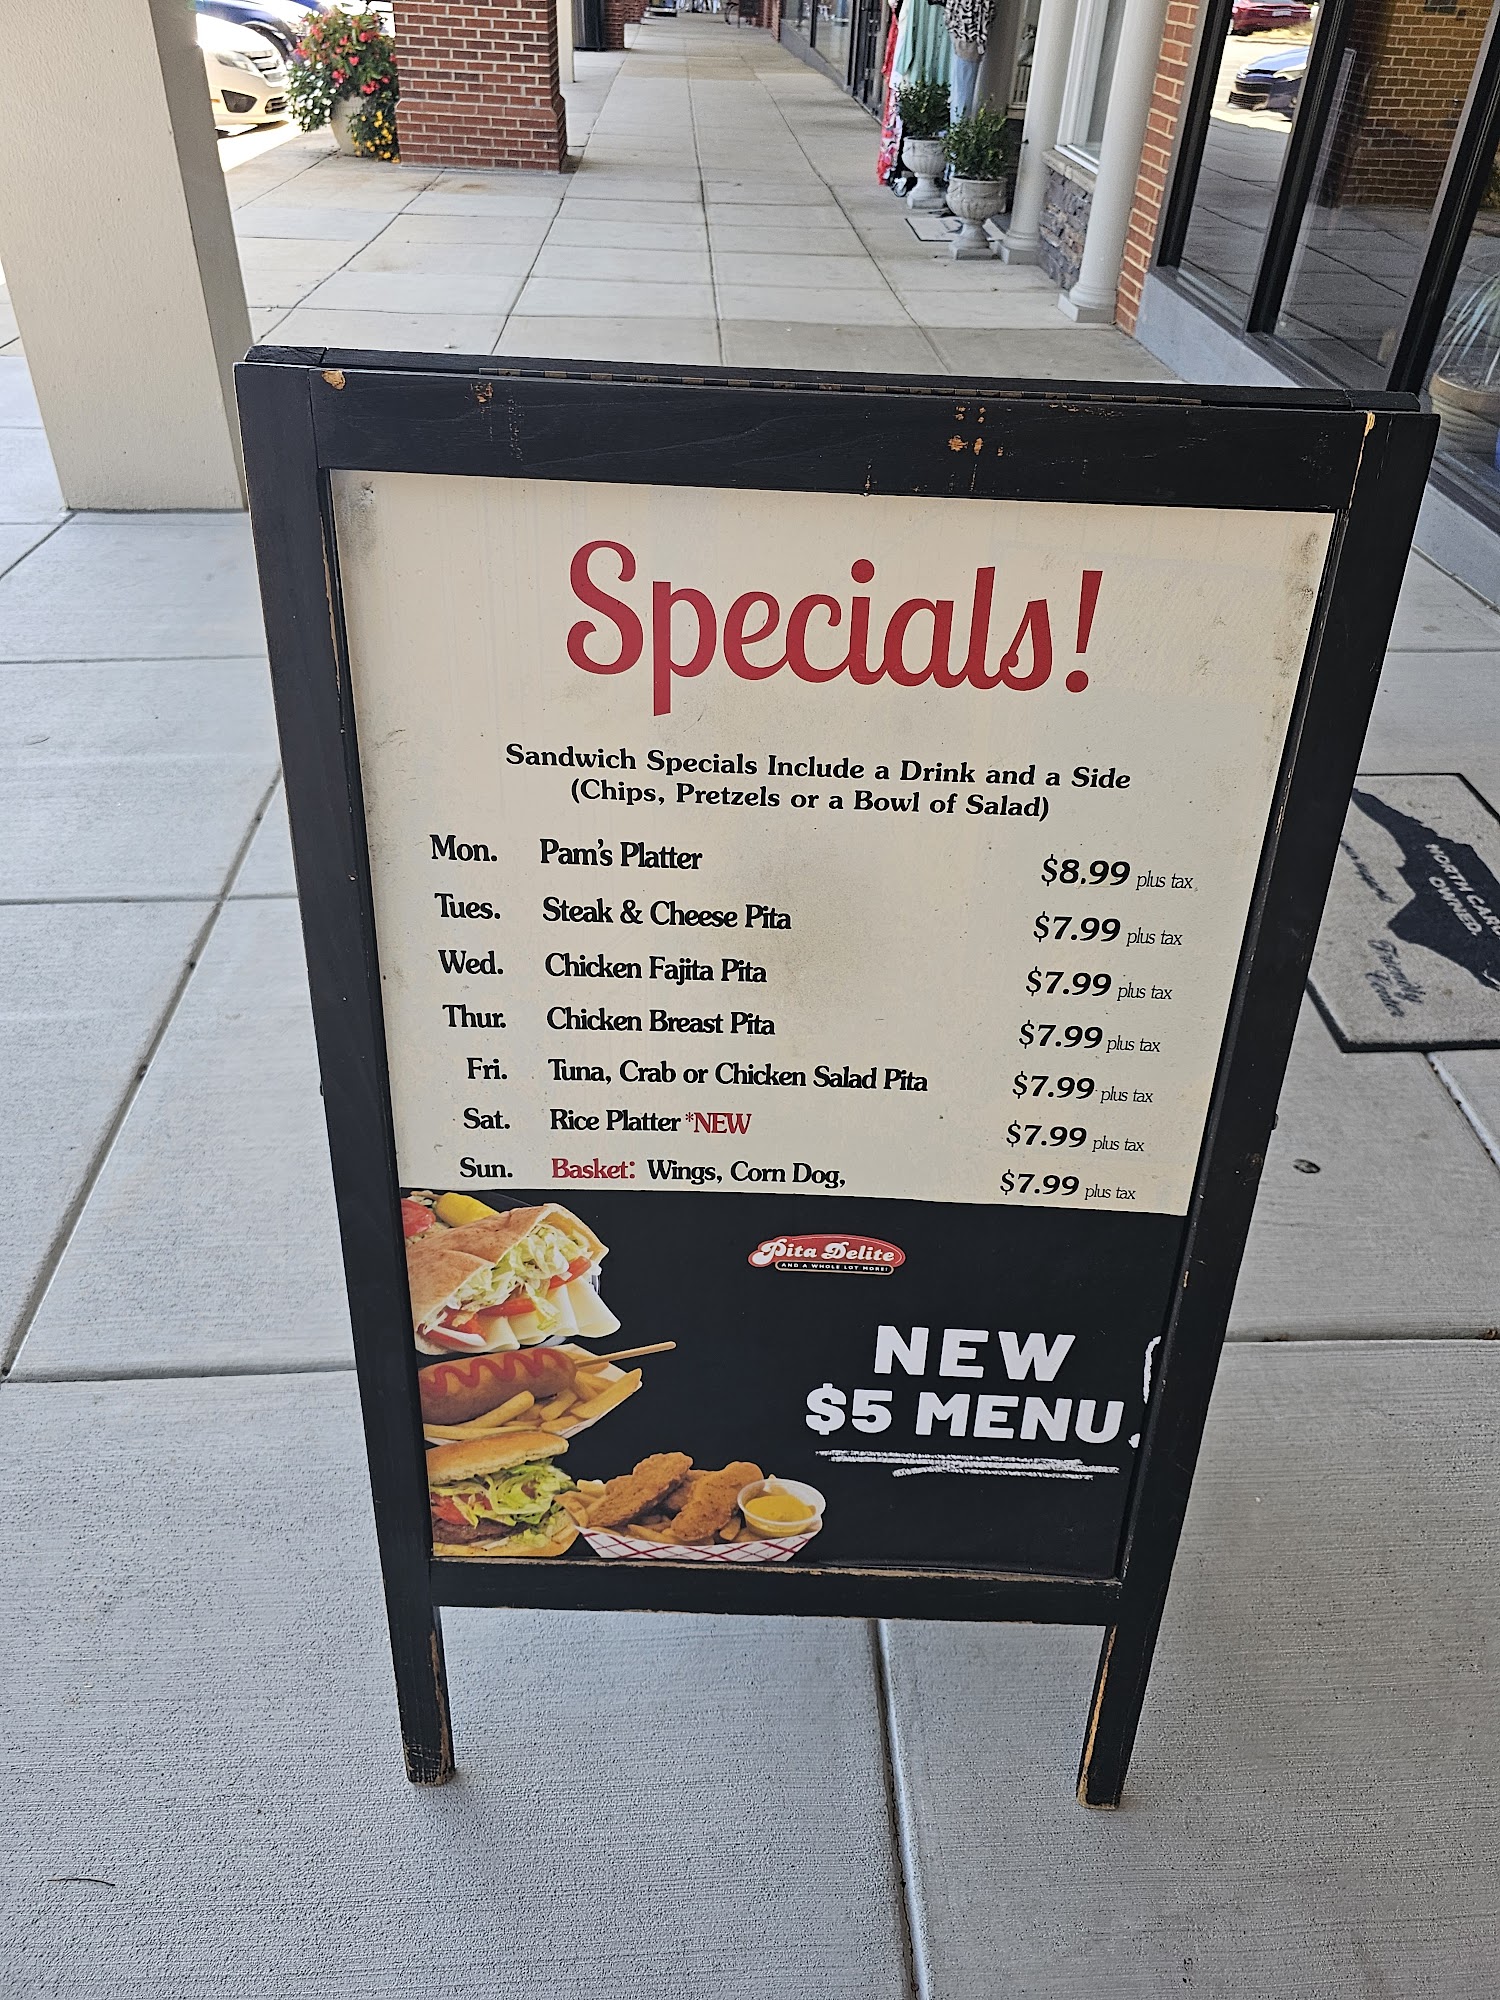 Specials!
Sandwich Specials Include a Drink and a Side
(Chips, Pretzels or a Bowl of Salad)
Mon. Pam's Platter $8.99 plus tax
Tues. Steak & Cheese Pita $7.99 plus tax
Wed. Chicken Fajita Pita $7.99 plus tax
Thur. Chicken Breast Pita $7.99 plus tax
Fri. Tuna, Crab or Chicken Salad Pita $7.99 plus tax
Sat. Rice Platter *NEW $7.99 plus tax
Sun. Basket: Wings, Corn Dog, $7.99 plus tax
Pita Delite
AND A WHOLE LOT MORE!
NEW
$5 MENU
NORTH CARO
OWNED.